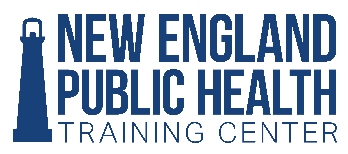 NEW ENGLAND
PUBLIC HEALTH
TRAINING CENTER